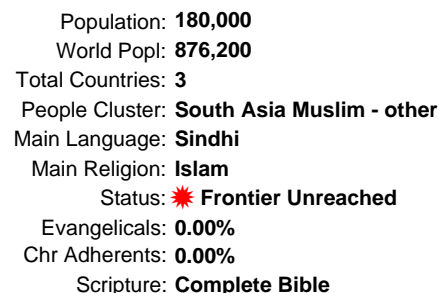 Population: 180,000
World Popl: 876,200
Total Countries: 3
People Cluster: South Asia Muslim - other
Main Language: Sindhi
Main Religion: Islam
Status: Frontier Unreached
Evangelicals: 0.00%
Chr Adherents: 0.00%
Scripture: Complete Bible